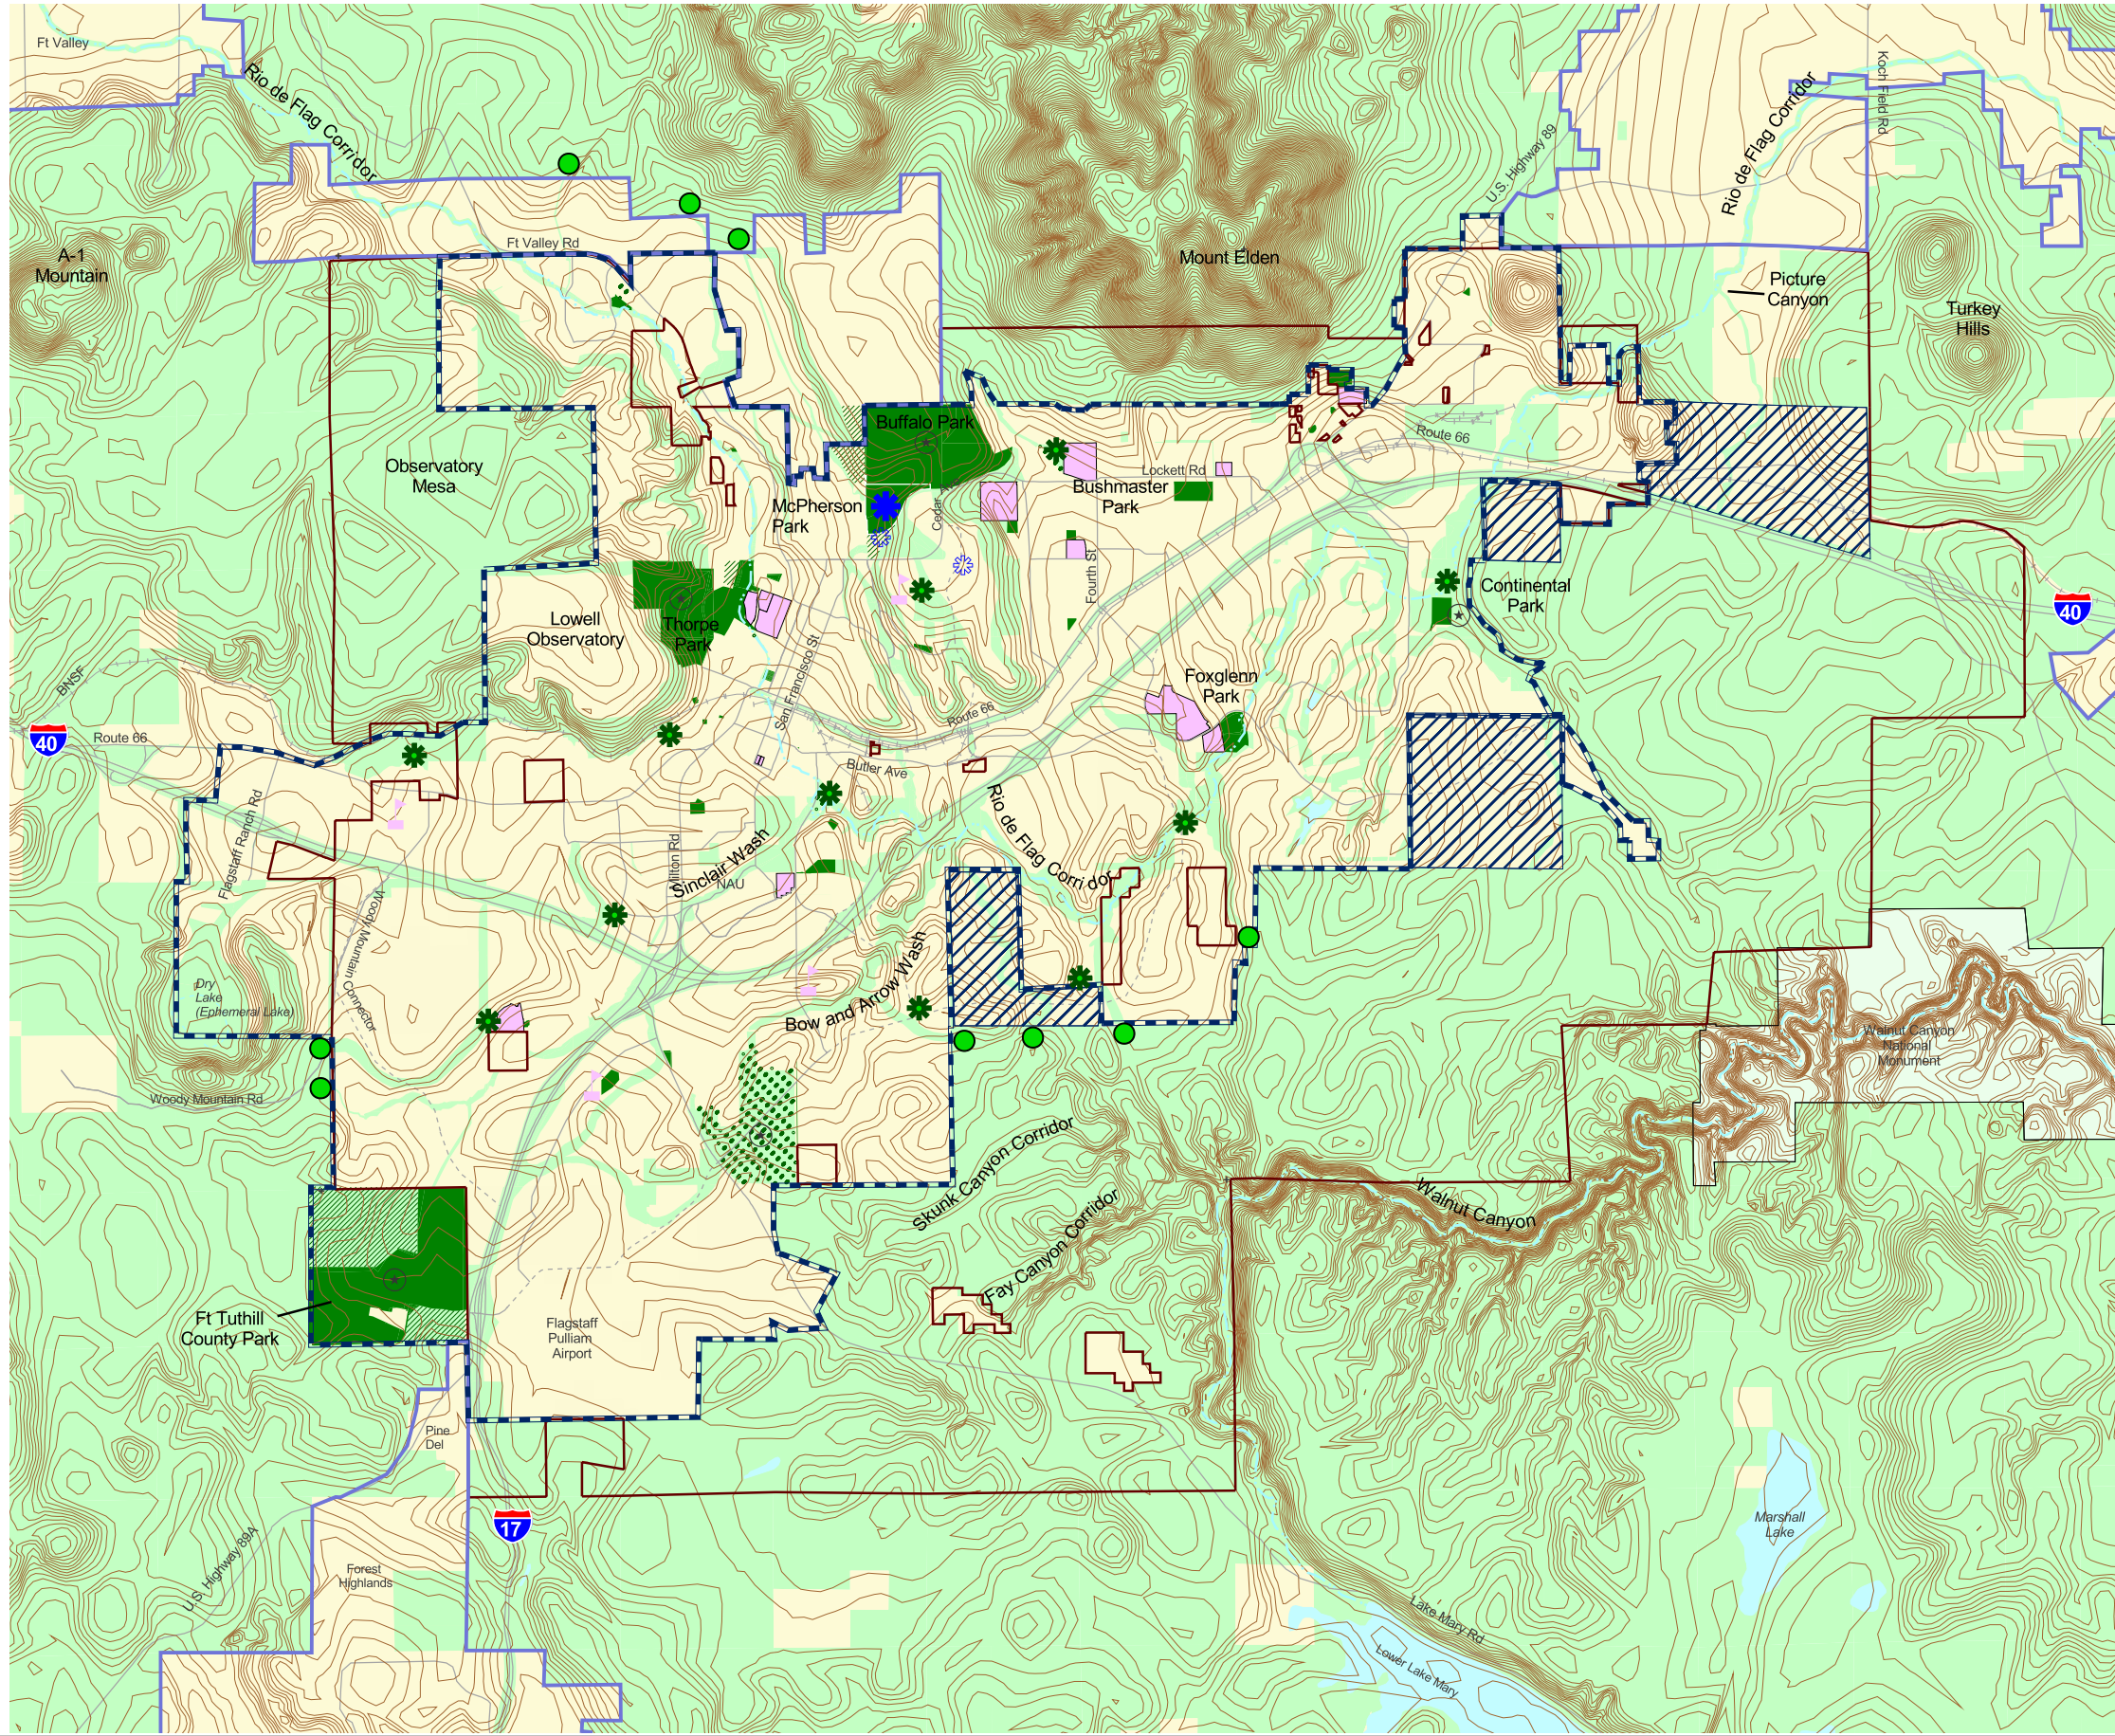 Ft Valley
Rio de Flag Corrridor
Koch Field Rd
Rio de Flag Corridor
U.S. Highway 89
Ft Valley Rd
A-1
Mountain
Mount Elden
Picture
Canyon
Turkey
Hills
Buffalo Park
Route 66
Observatory
Mesa
Lockett Rd
Bushmaster
Park
McPherson
Park
Cedar Ave
Fourth St
Continental
Park
40
Lowell
Observatory
Thorpe
Park
San Francisco St
BNSF
Foxglenn
Park
Route 66
40
Route 66
Butler Ave
Flagstaff Ranch Rd
Rio de Flag Corridor
Milton Rd
Sinclair Wash
NAU
Woody Mountain Connector
Bow and Arrow Wash
Dry
Lake
(Ephemeral Lake)
Walnut Canyon
National
Monument
Woody Mountain Rd
Skunk Canyon Corridor
Walnut Canyon
Fay Canyon Corridor
Ft Tuthill
County Park
Flagstaff
Pulliam
Airport
Pine
Del
17
Marshall
Lake
U.S. Highway 89A
Forest
Highlands
Lake Mary Rd
Lower Lake Mary